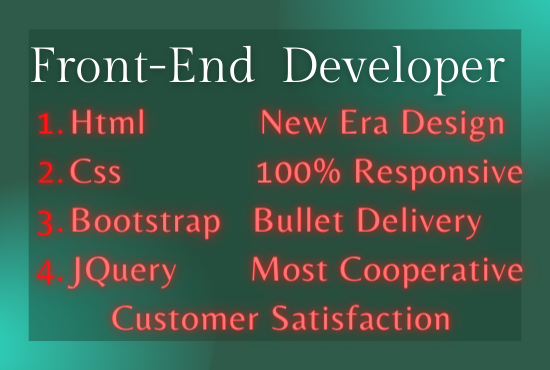 Front-End Developer
1. Html New Era Design
2. Css 100% Responsive
3. Bootstrap Bullet Delivery
4. JQuery Most Cooperative
Customer Satisfaction